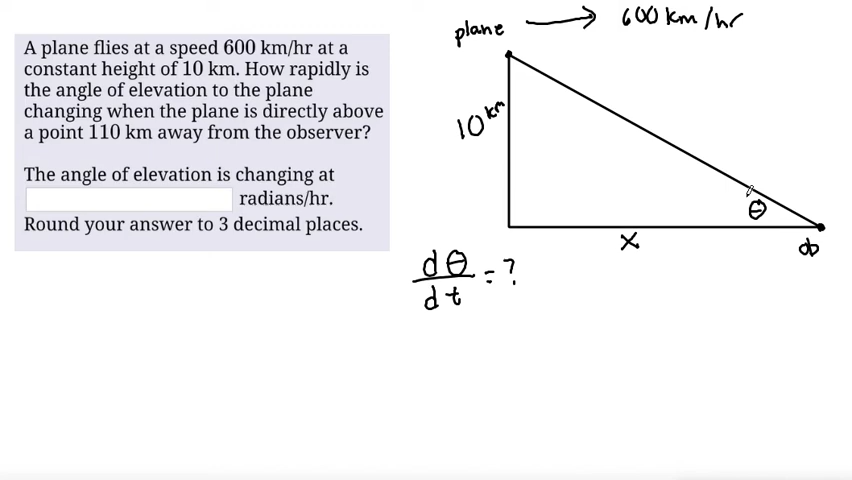 A plane flies at a speed 600 km/hr at a
constant height of 10 km. How rapidly is
the angle of elevation to the plane
changing when the plane is directly above
a point 110 km away from the observer?
The angle of elevation is changing at
radians/hr.
Round your answer to 3 decimal places.
plane → 600 km/hr
10 km
θ
x
ob
dθ/dt = ?